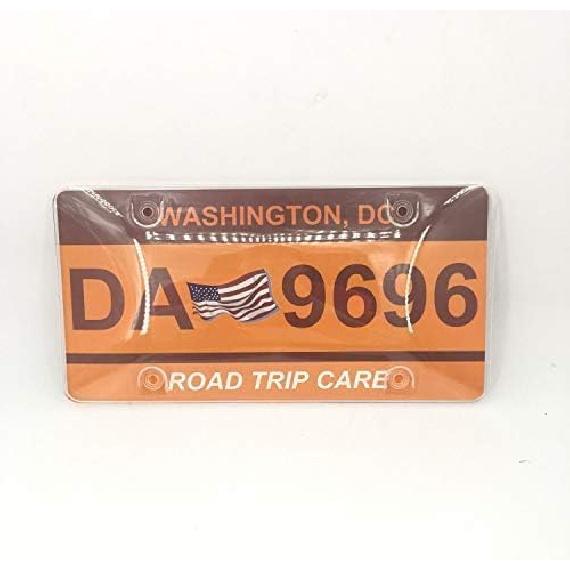 WASHINGTON, DC
DA 9696
ROAD TRIP CARE